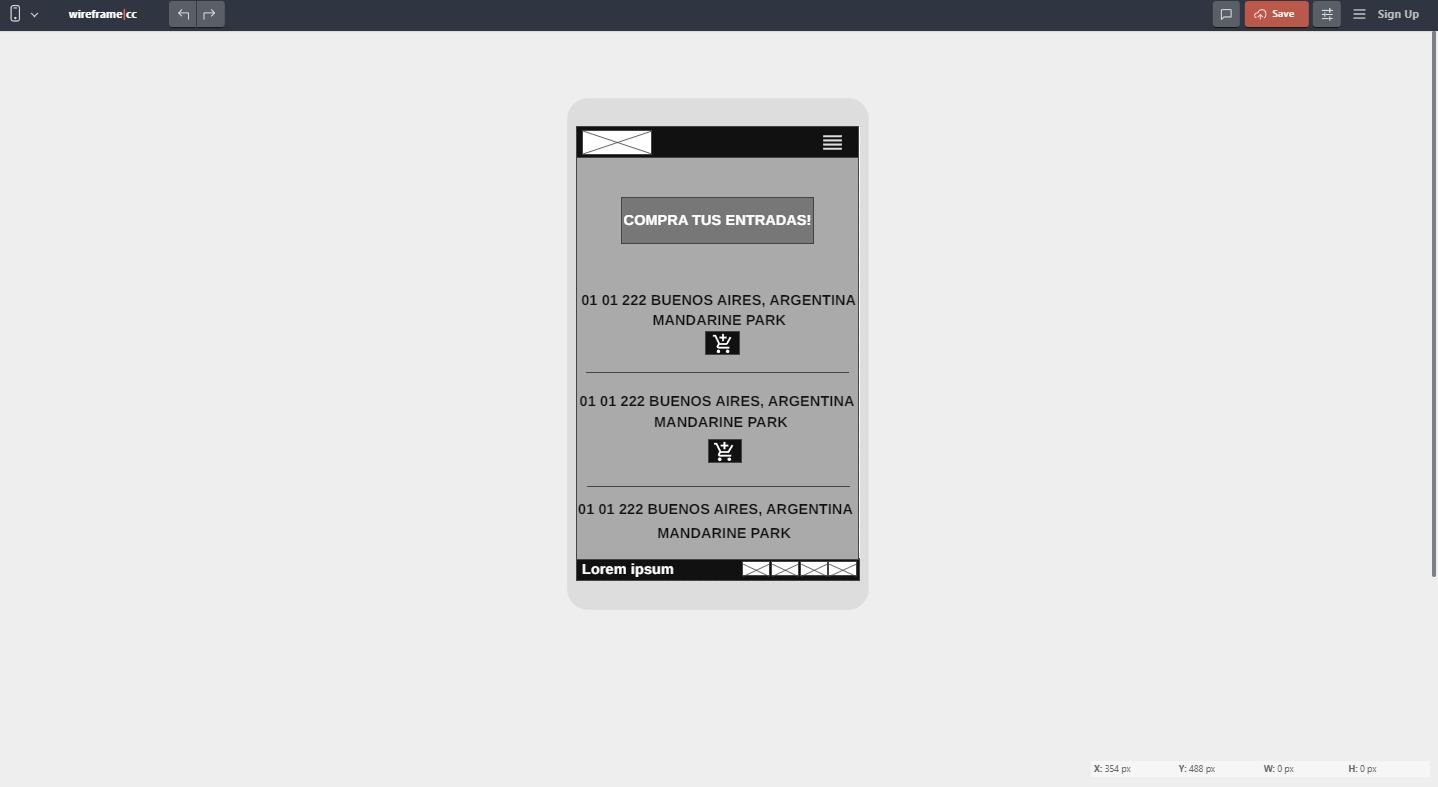 wireframe|cc
Save
Sign Up
COMPRA TUS ENTRADAS!
01 01 222 BUENOS AIRES, ARGENTINA
MANDARINE PARK
01 01 222 BUENOS AIRES, ARGENTINA
MANDARINE PARK
01 01 222 BUENOS AIRES, ARGENTINA
MANDARINE PARK
Lorem ipsum
X: 354 px Y: 488 px W: 0 px H: 0 px